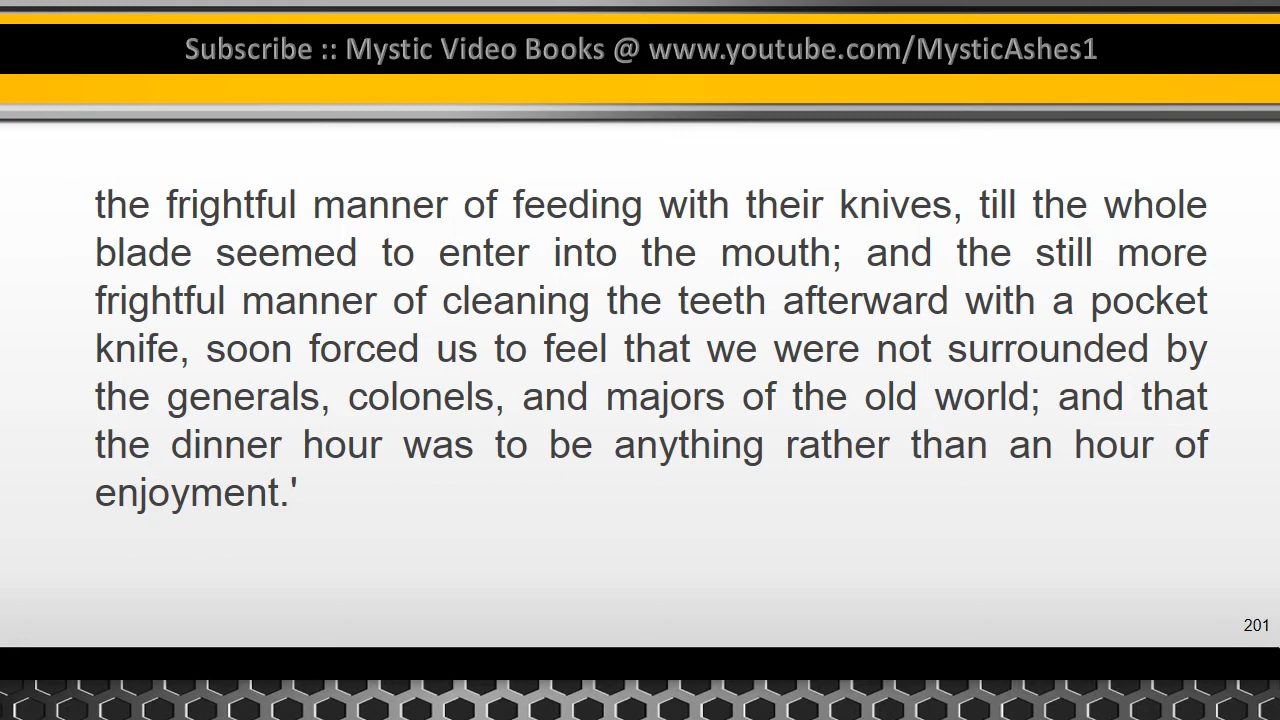 Subscribe :: Mystic Video Books @ www.youtube.com/MysticAshes1
the frightful manner of feeding with their knives, till the whole
blade seemed to enter into the mouth; and the still more
frightful manner of cleaning the teeth afterward with a pocket
knife, soon forced us to feel that we were not surrounded by
the generals, colonels, and majors of the old world; and that
the dinner hour was to be anything rather than an hour of
enjoyment.'
201